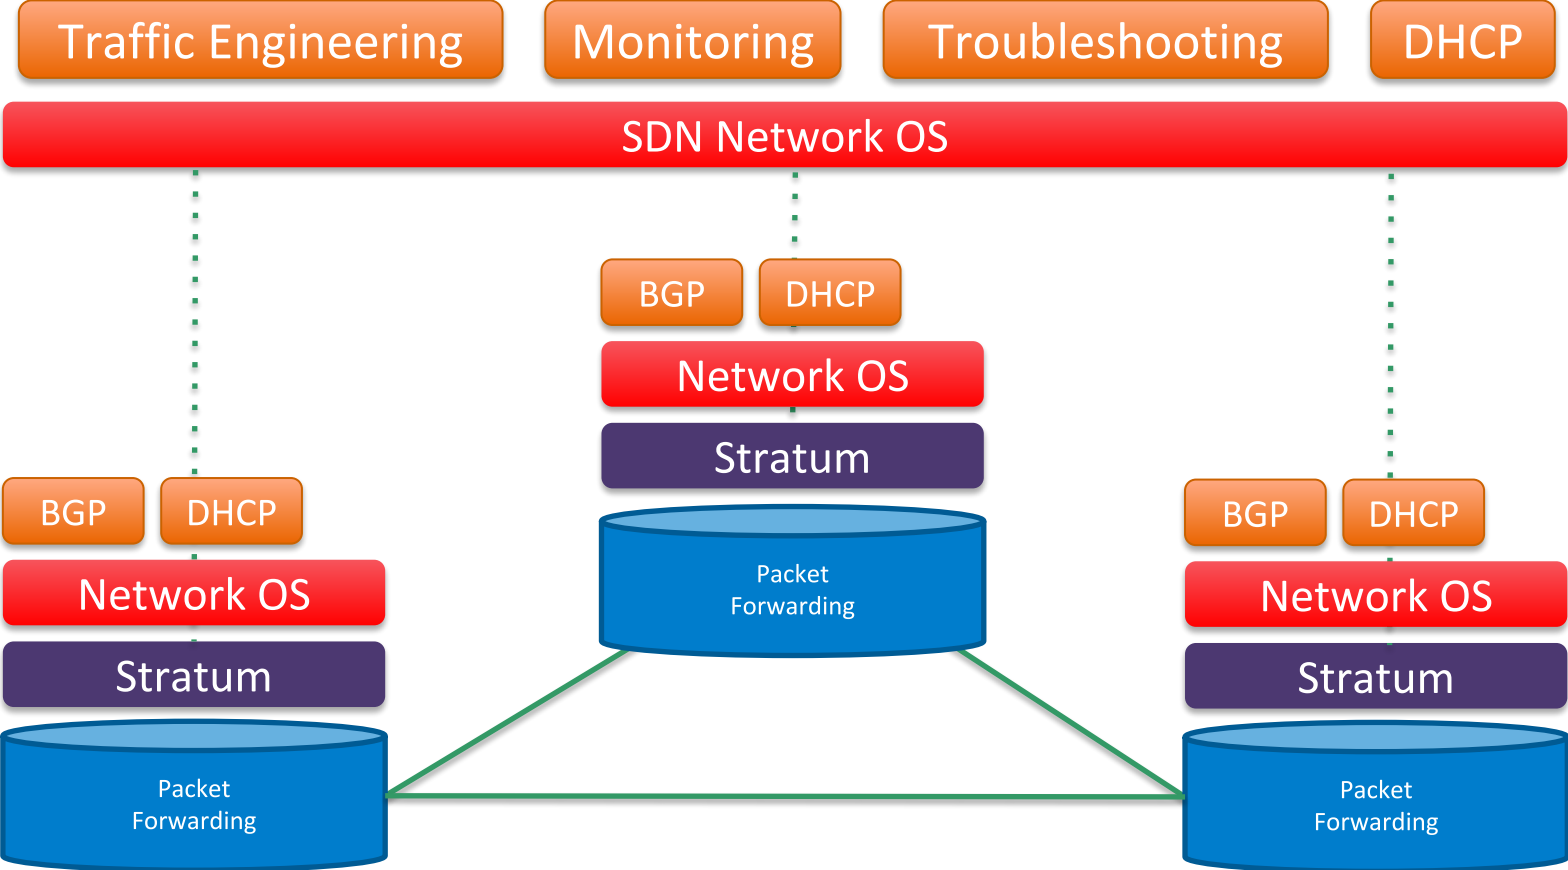 Traffic Engineering
Monitoring
Troubleshooting
DHCP
SDN Network OS
BGP
DHCP
Network OS
Stratum
Packet
Forwarding
BGP
DHCP
Network OS
Stratum
Packet
Forwarding
BGP
DHCP
Network OS
Stratum
Packet
Forwarding